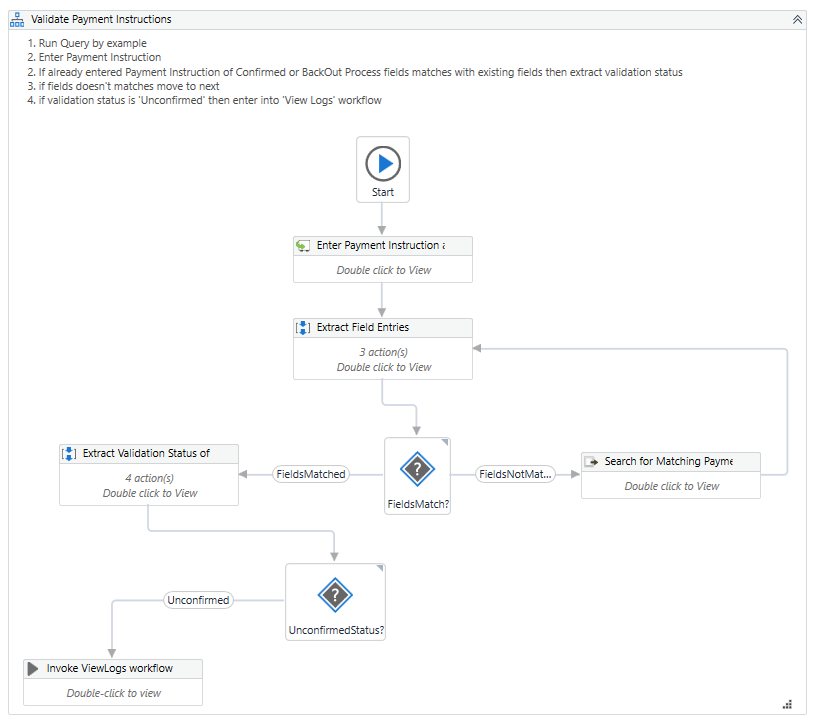 Validate Payment Instructions
1. Run Query by example
2. Enter Payment Instruction
2. If already entered Payment Instruction of Confirmed or BackOut Process fields matches with existing fields then extract validation status
3. if fields doesn't matches move to next
4. if validation status is 'Unconfirmed' then enter into 'View Logs' workflow
Start
Enter Payment Instruction
Double click to View
Extract Field Entries
3 action(s)
Double click to View
Extract Validation Status of
4 action(s)
Double click to View
FieldsMatched
FieldsMatch?
FieldsNotMat...
Search for Matching Payme
Double click to View
Unconfirmed
UnconfirmedStatus?
Invoke ViewLogs workflow
Double-click to view